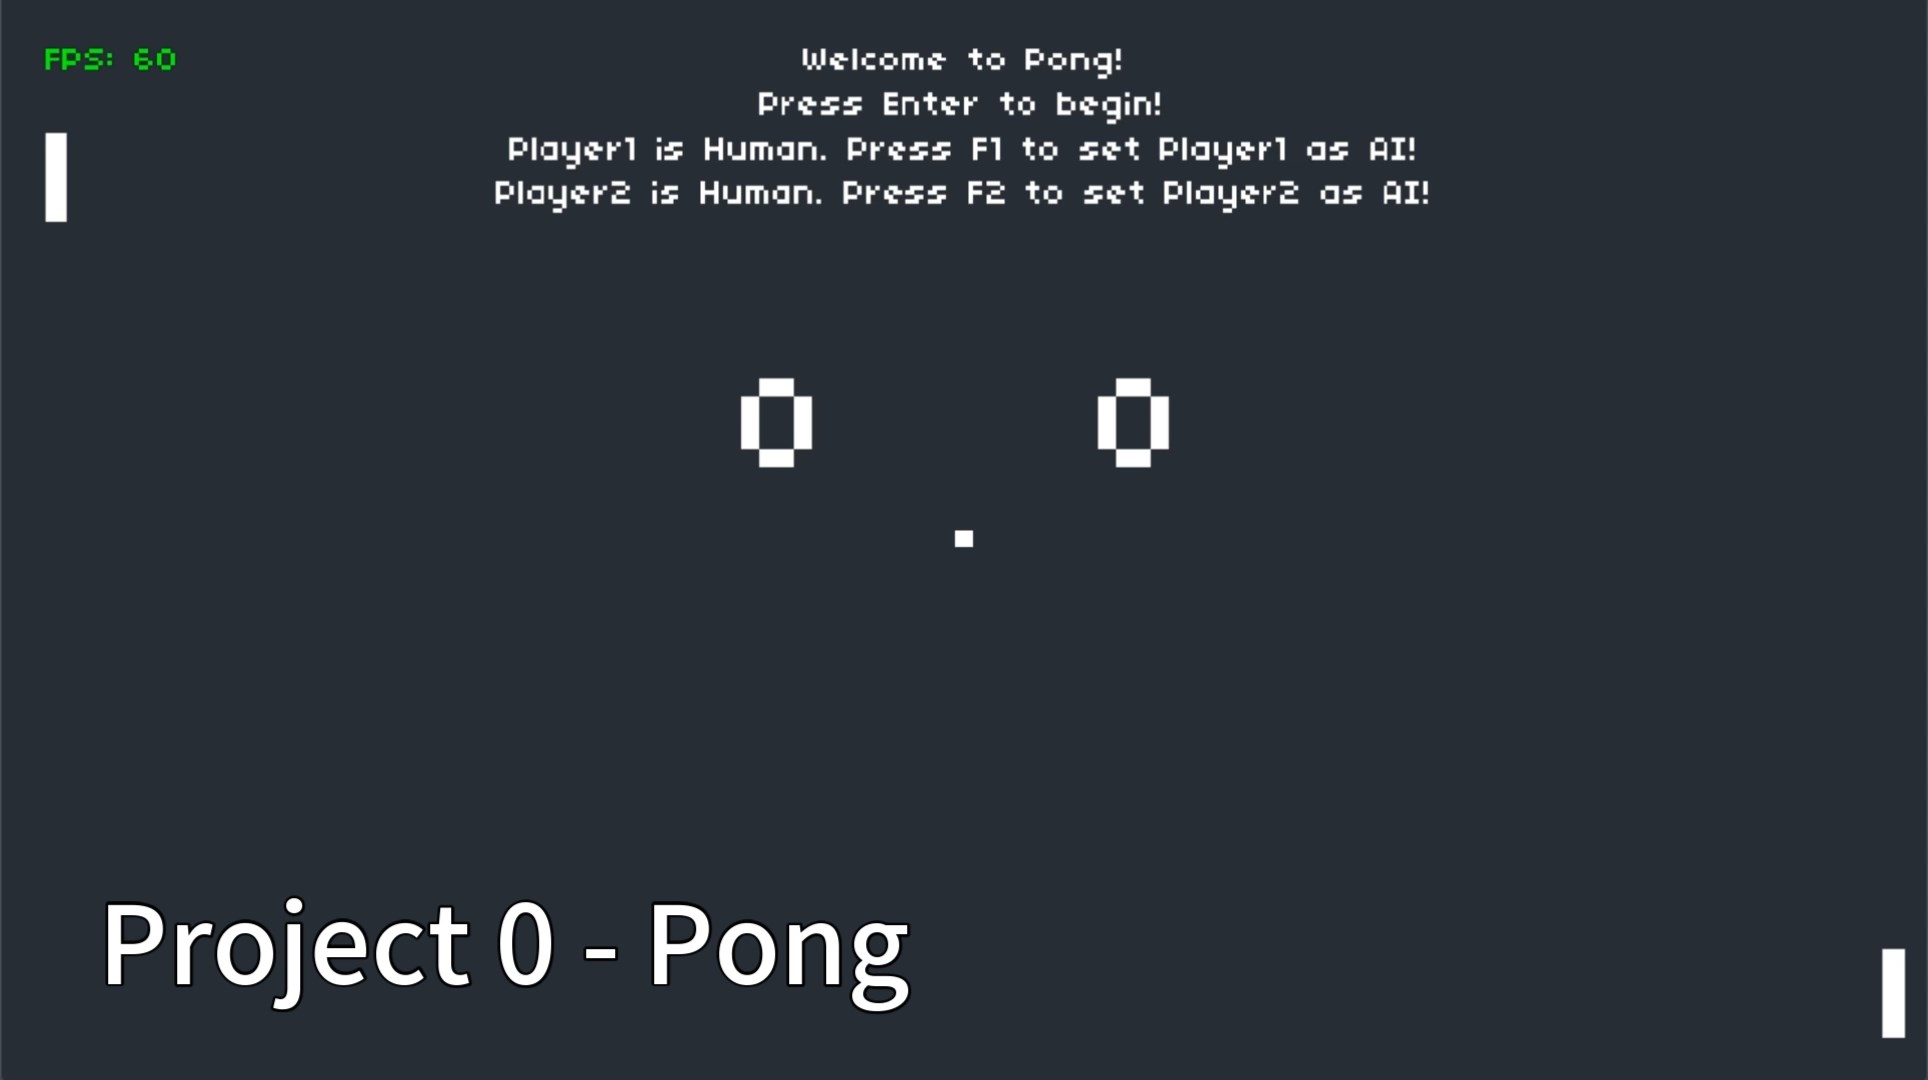 FPS: 60
Welcome to Pong!
Press Enter to begin!
Player1 is Human. Press F1 to set Player1 as AI!
Player2 is Human. Press F2 to set Player2 as AI!
0 0
Project 0 - Pong